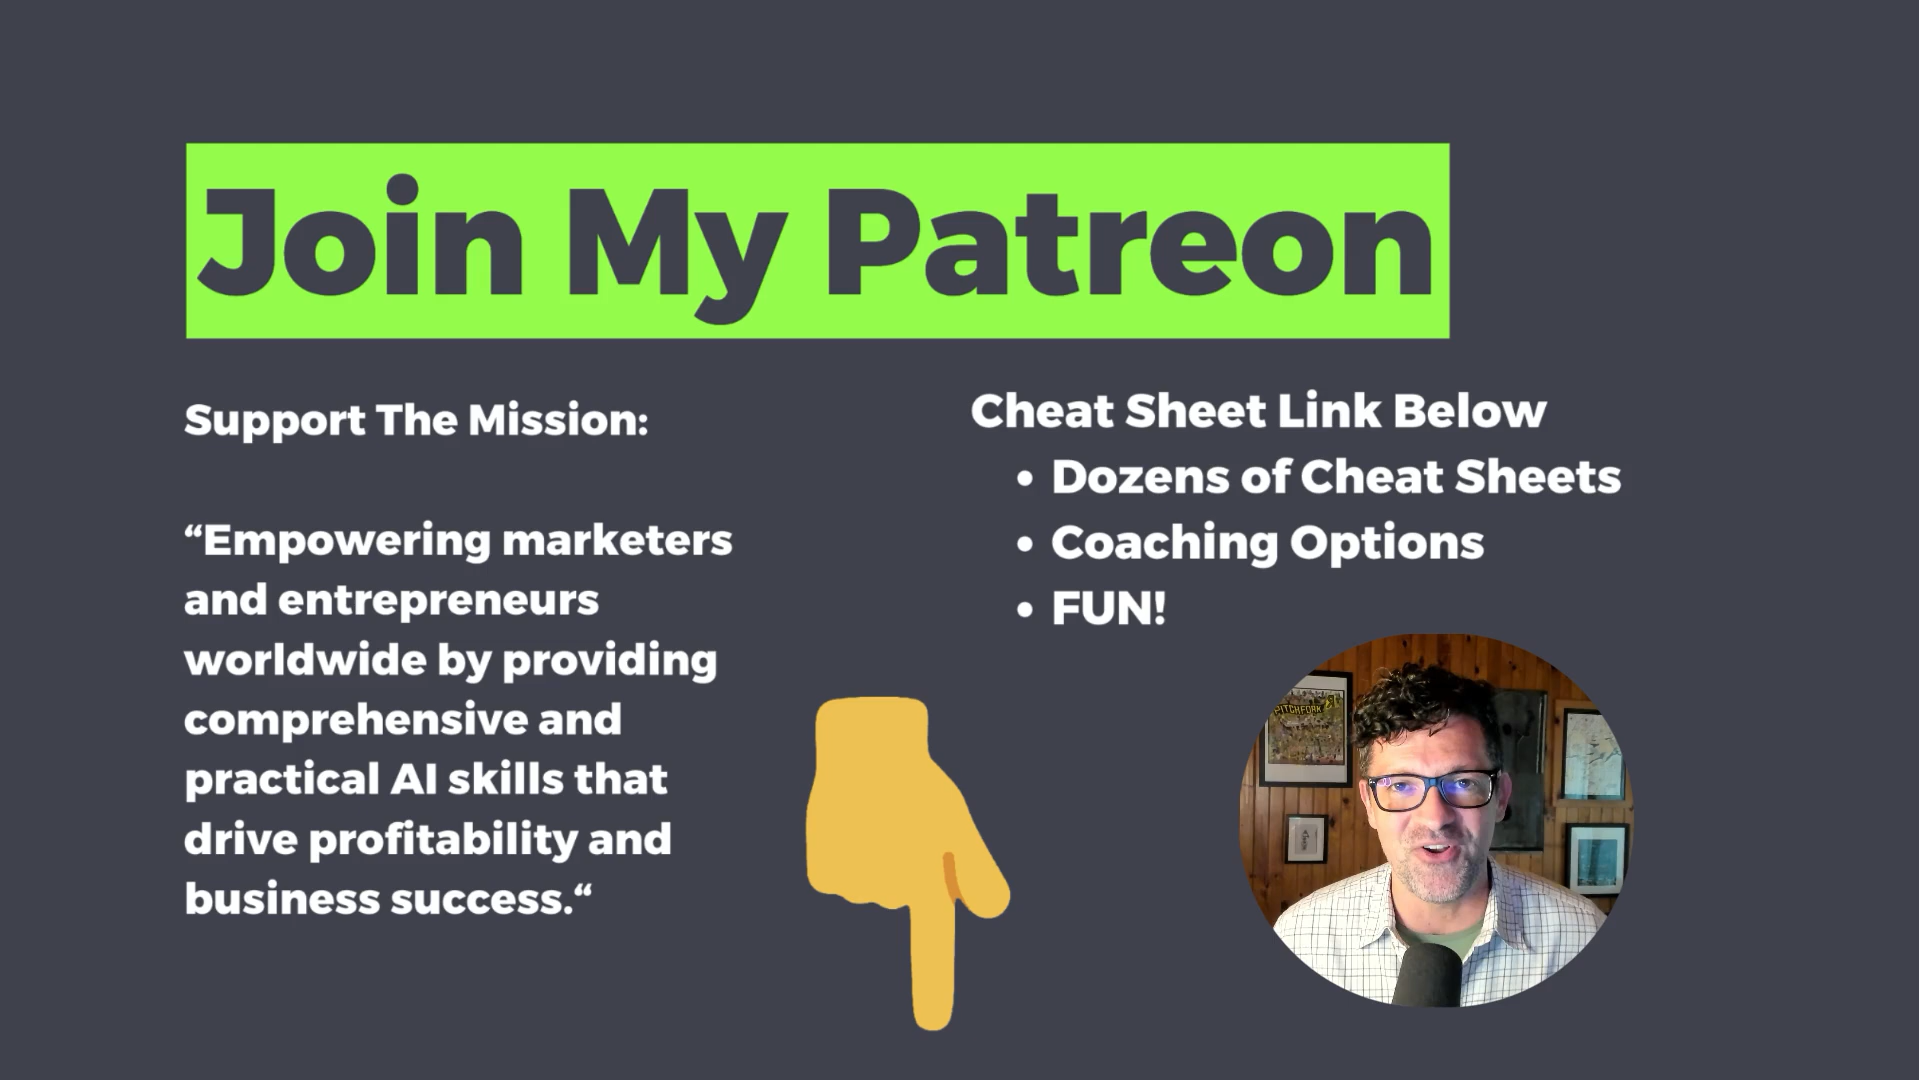 Join My Patreon
Support The Mission:
“Empowering marketers
and entrepreneurs
worldwide by providing
comprehensive and
practical AI skills that
drive profitability and
business success.“
Cheat Sheet Link Below
• Dozens of Cheat Sheets
• Coaching Options
• FUN!
PITCHFORK